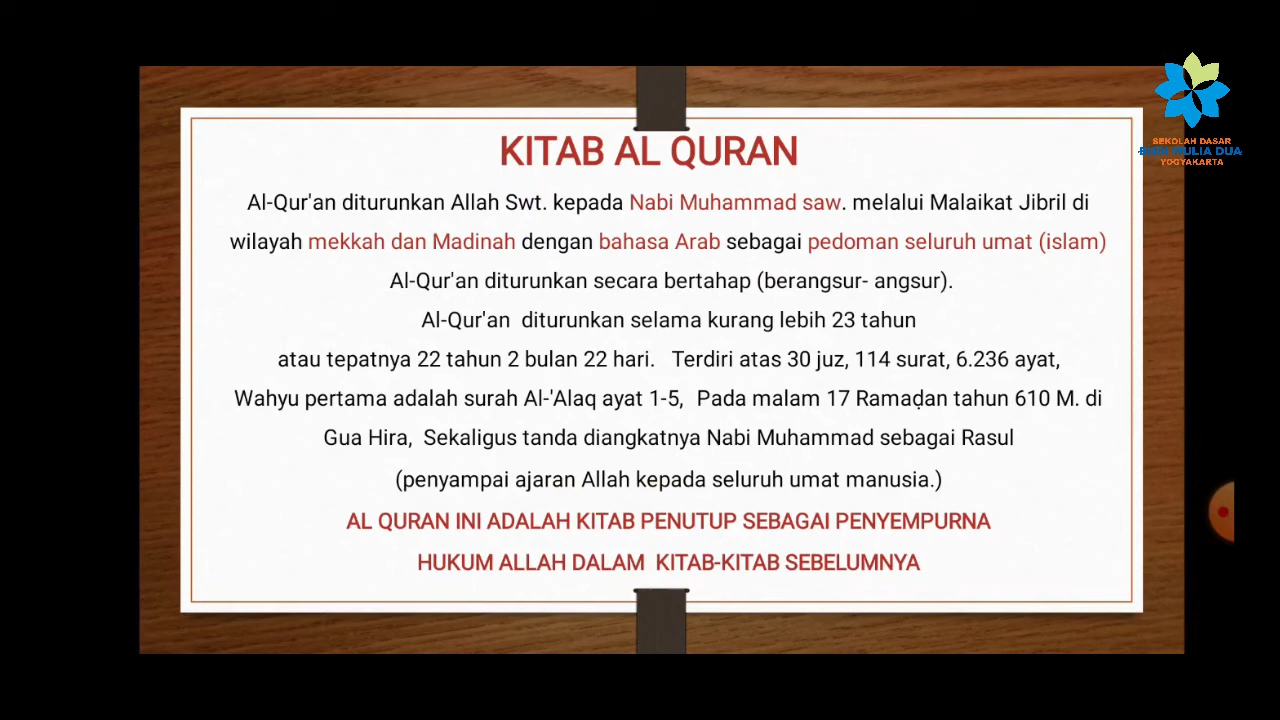 KITAB AL QURAN
Al-Qur'an diturunkan Allah Swt. kepada Nabi Muhammad saw. melalui Malaikat Jibril di
wilayah mekkah dan Madinah dengan bahasa Arab sebagai pedoman seluruh umat (islam)
Al-Qur'an diturunkan secara bertahap (berangsur- angsur).
Al-Qur'an diturunkan selama kurang lebih 23 tahun
atau tepatnya 22 tahun 2 bulan 22 hari. Terdiri atas 30 juz, 114 surat, 6.236 ayat,
Wahyu pertama adalah surah Al-'Alaq ayat 1-5, Pada malam 17 Ramaḍan tahun 610 M. di
Gua Hira, Sekaligus tanda diangkatnya Nabi Muhammad sebagai Rasul
(penyampai ajaran Allah kepada seluruh umat manusia.)
AL QURAN INI ADALAH KITAB PENUTUP SEBAGAI PENYEMPURNA
HUKUM ALLAH DALAM KITAB-KITAB SEBELUMNYA
SEKOLAH DASAR
BUDI MULIA DUA
YOGYAKARTA